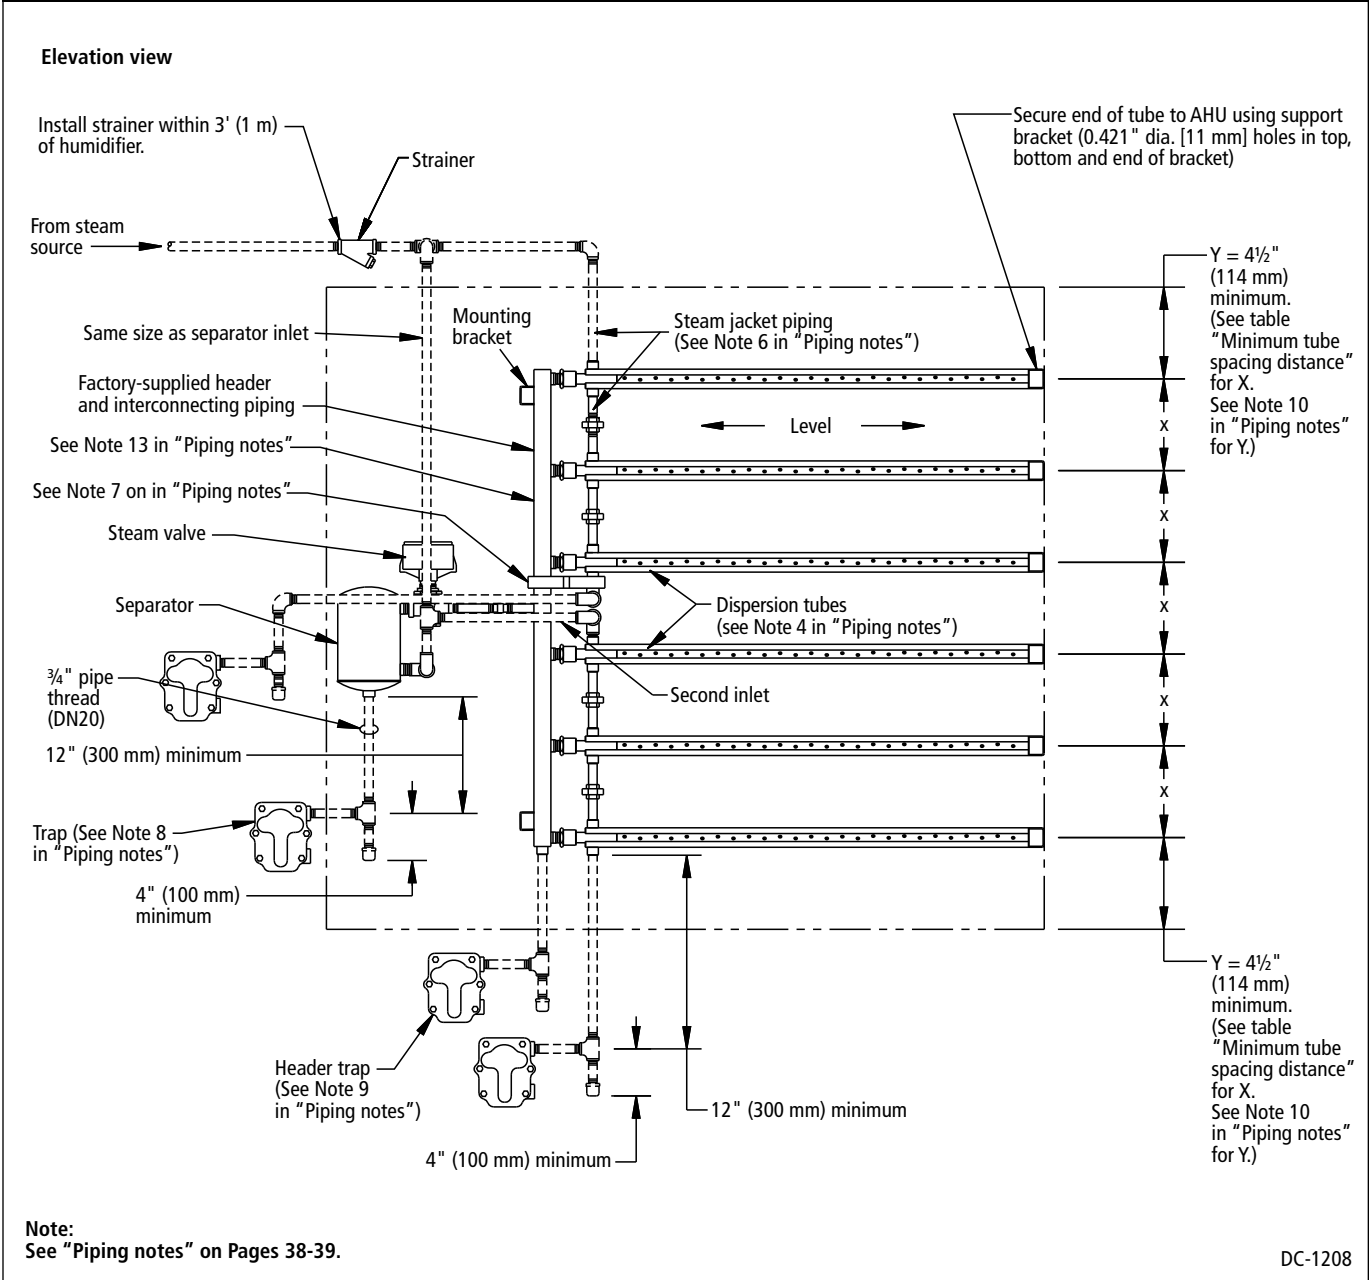 Elevation view
Install strainer within 3' (1 m)
of humidifier.
Strainer
Secure end of tube to AHU using support
bracket (0.421" dia. [11 mm] holes in top,
bottom and end of bracket)
From steam
source
Y = 4½"
(114 mm)
minimum.
(See table
“Minimum tube
spacing distance”
for X.
See Note 10
in “Piping notes”
for Y.)
Same size as separator inlet
Mounting
bracket
Steam jacket piping
(See Note 6 in “Piping notes”)
Factory-supplied header
and interconnecting piping
Level
x
See Note 13 in “Piping notes”
See Note 7 on in “Piping notes”
x
Steam valve
Separator
Dispersion tubes
(see Note 4 in “Piping notes”)
x
¾" pipe
thread
(DN20)
Second inlet
x
12" (300 mm) minimum
x
Trap (See Note 8
in “Piping notes”)
4" (100 mm)
minimum
Y = 4½"
(114 mm)
minimum.
(See table
“Minimum tube
spacing distance”
for X.
See Note 10
in “Piping notes”
for Y.)
Header trap
(See Note 9
in “Piping notes”)
12" (300 mm) minimum
4" (100 mm) minimum
Note:
See “Piping notes” on Pages 38-39.
DC-1208